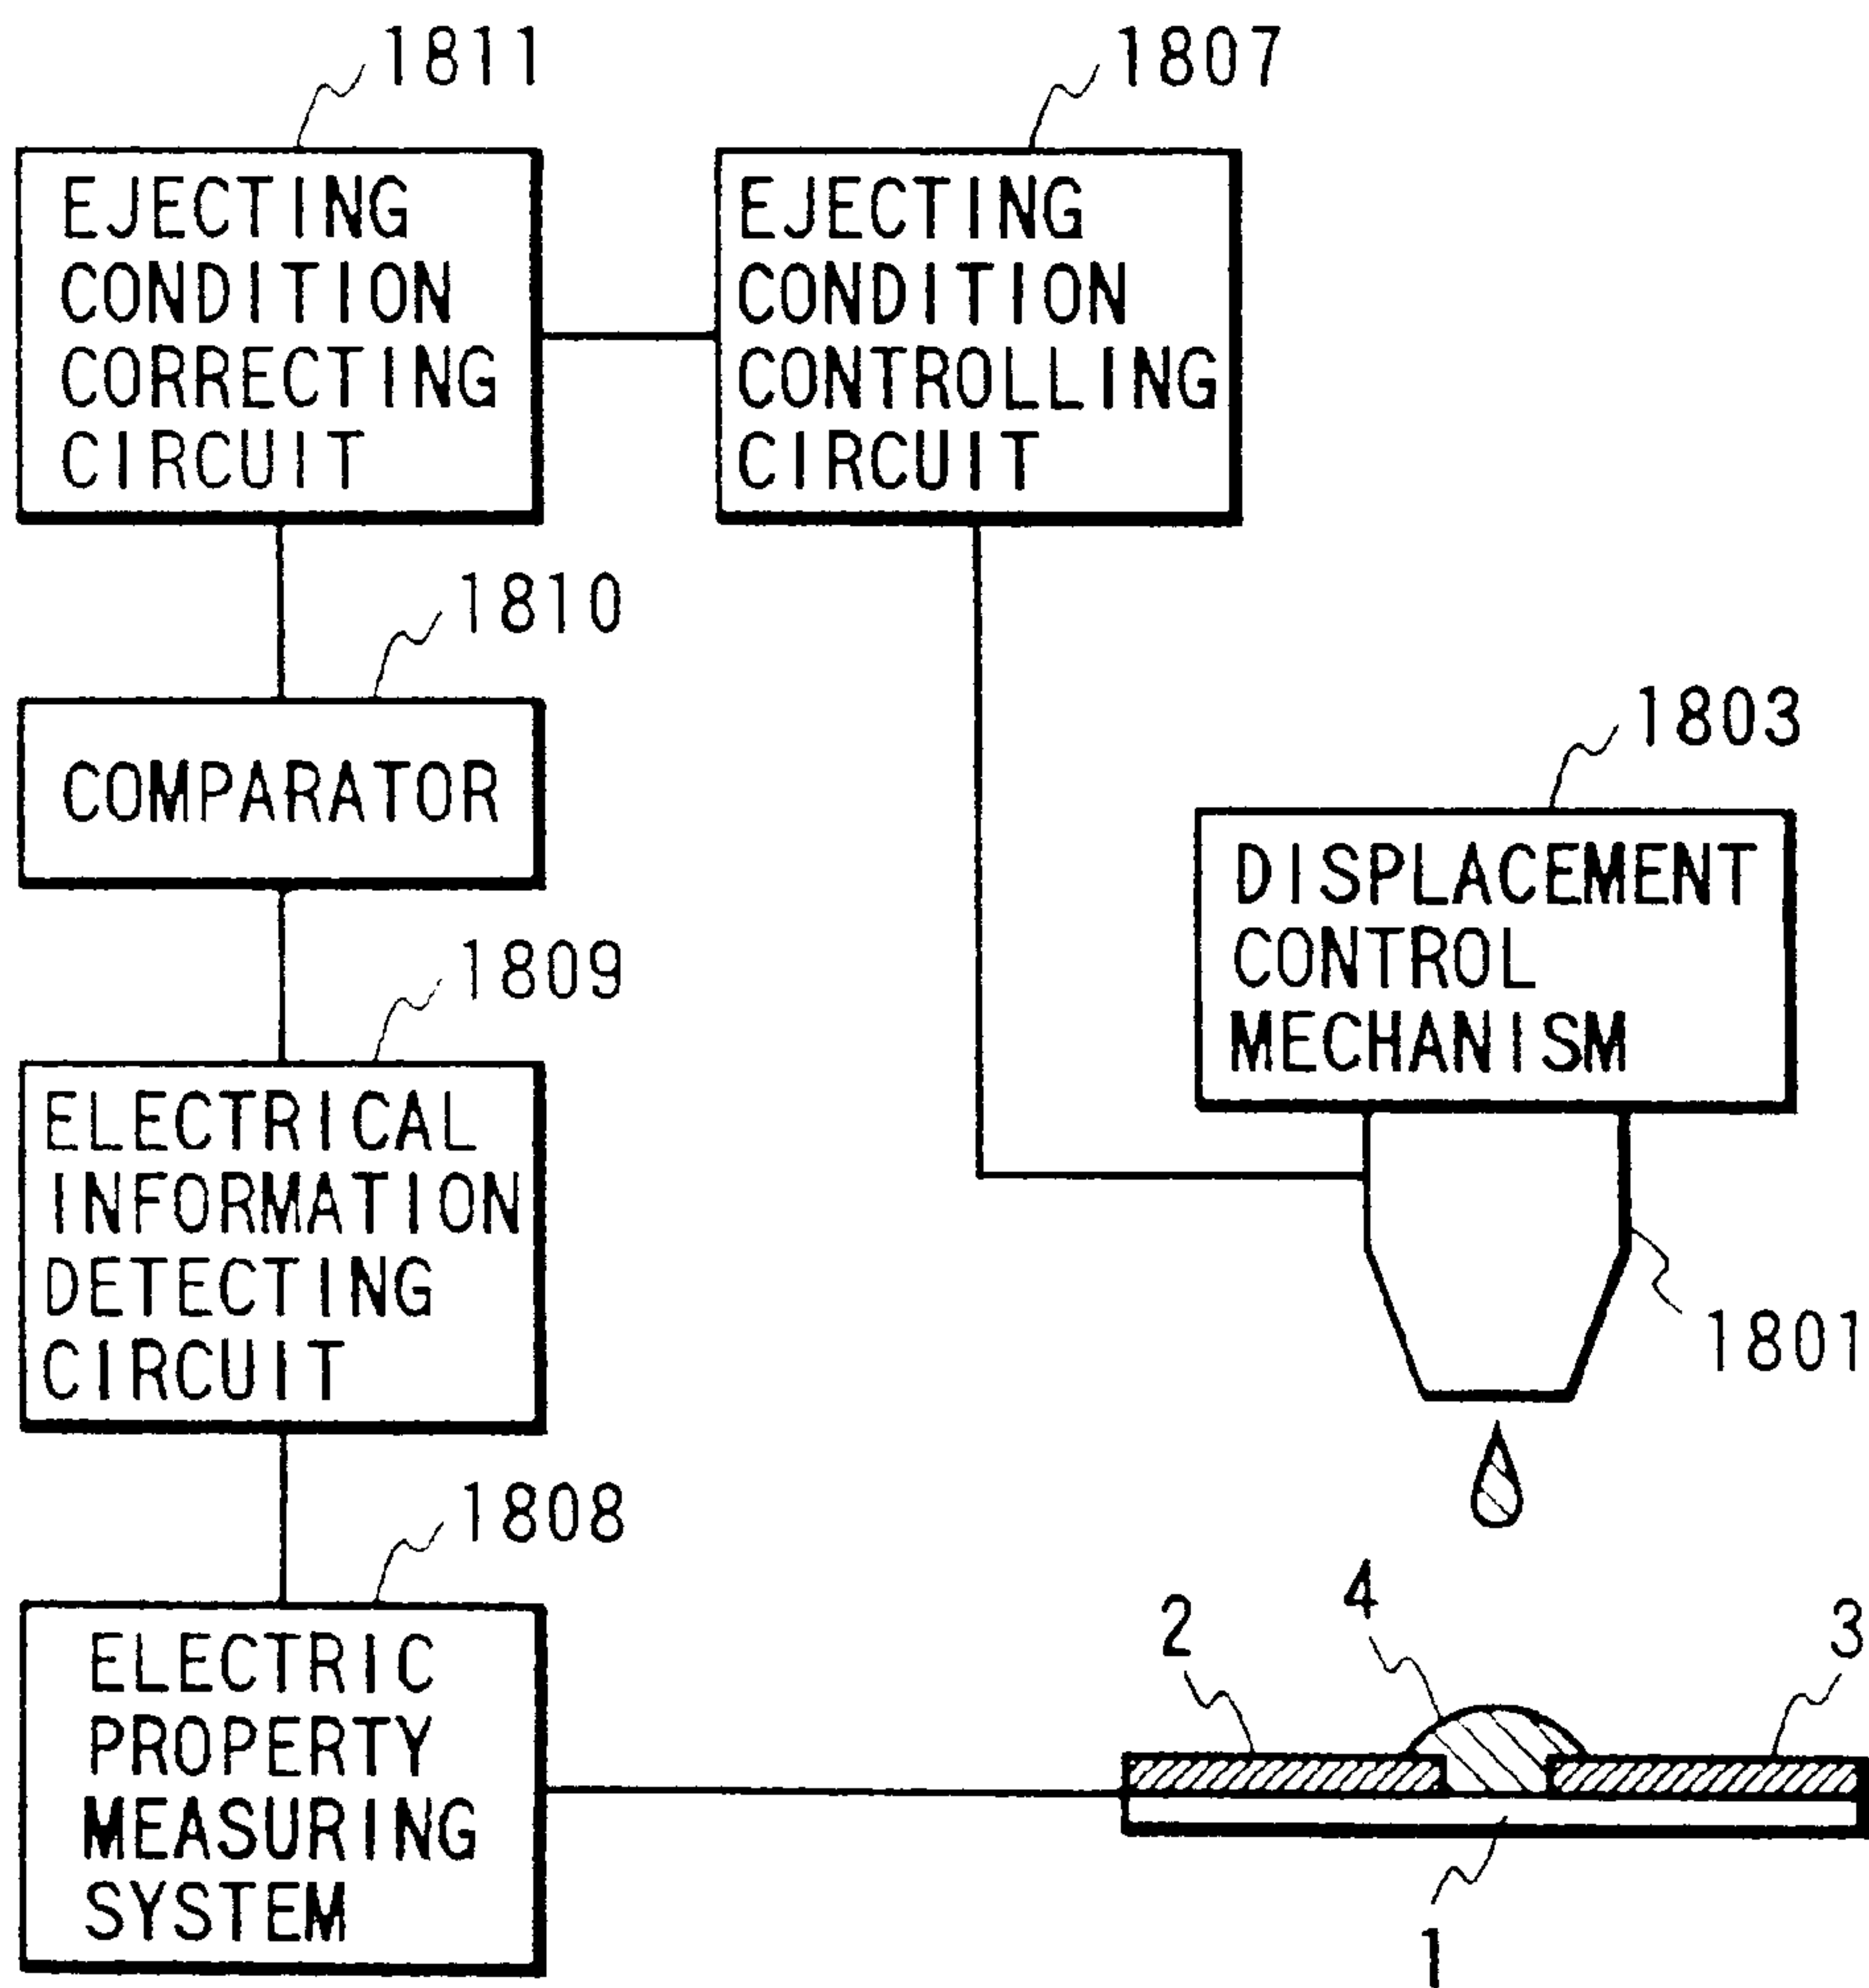 1811
EJECTING
CONDITION
CORRECTING
CIRCUIT
1807
EJECTING
CONDITION
CONTROLLING
CIRCUIT
1810
COMPARATOR
1803
DISPLACEMENT
CONTROL
MECHANISM
1809
ELECTRICAL
INFORMATION
DETECTING
CIRCUIT
1801
1808
ELECTRIC
PROPERTY
MEASURING
SYSTEM
2
4
3
1